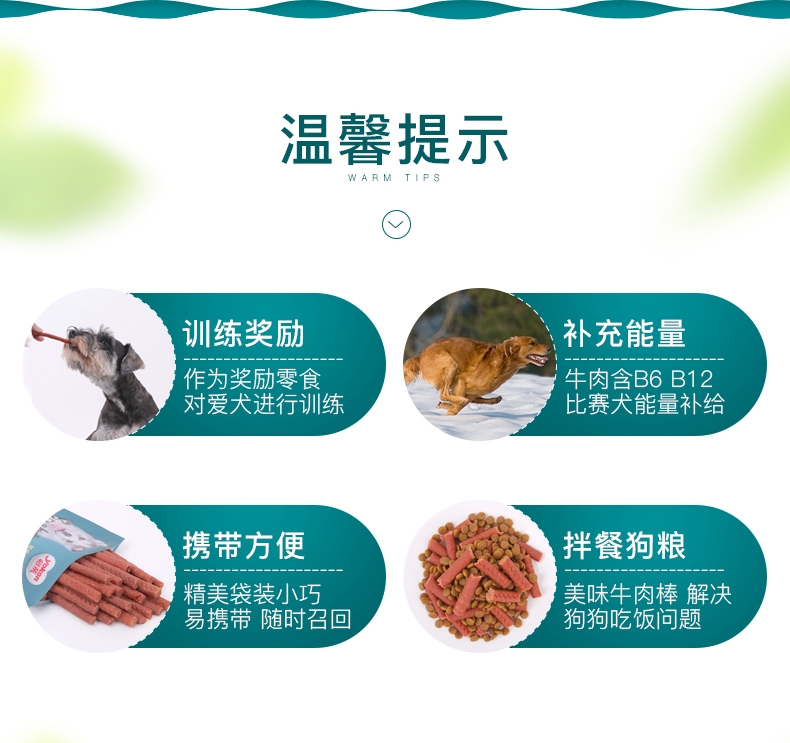 温馨提示
WARM TIPS
训练奖励
作为奖励零食
对爱犬进行训练
补充能量
牛肉含B6 B12
比赛犬能量补给
携带方便
精美袋装小巧
易携带 随时召回
yaken
拌餐狗粮
美味牛肉棒 解决
狗狗吃饭问题